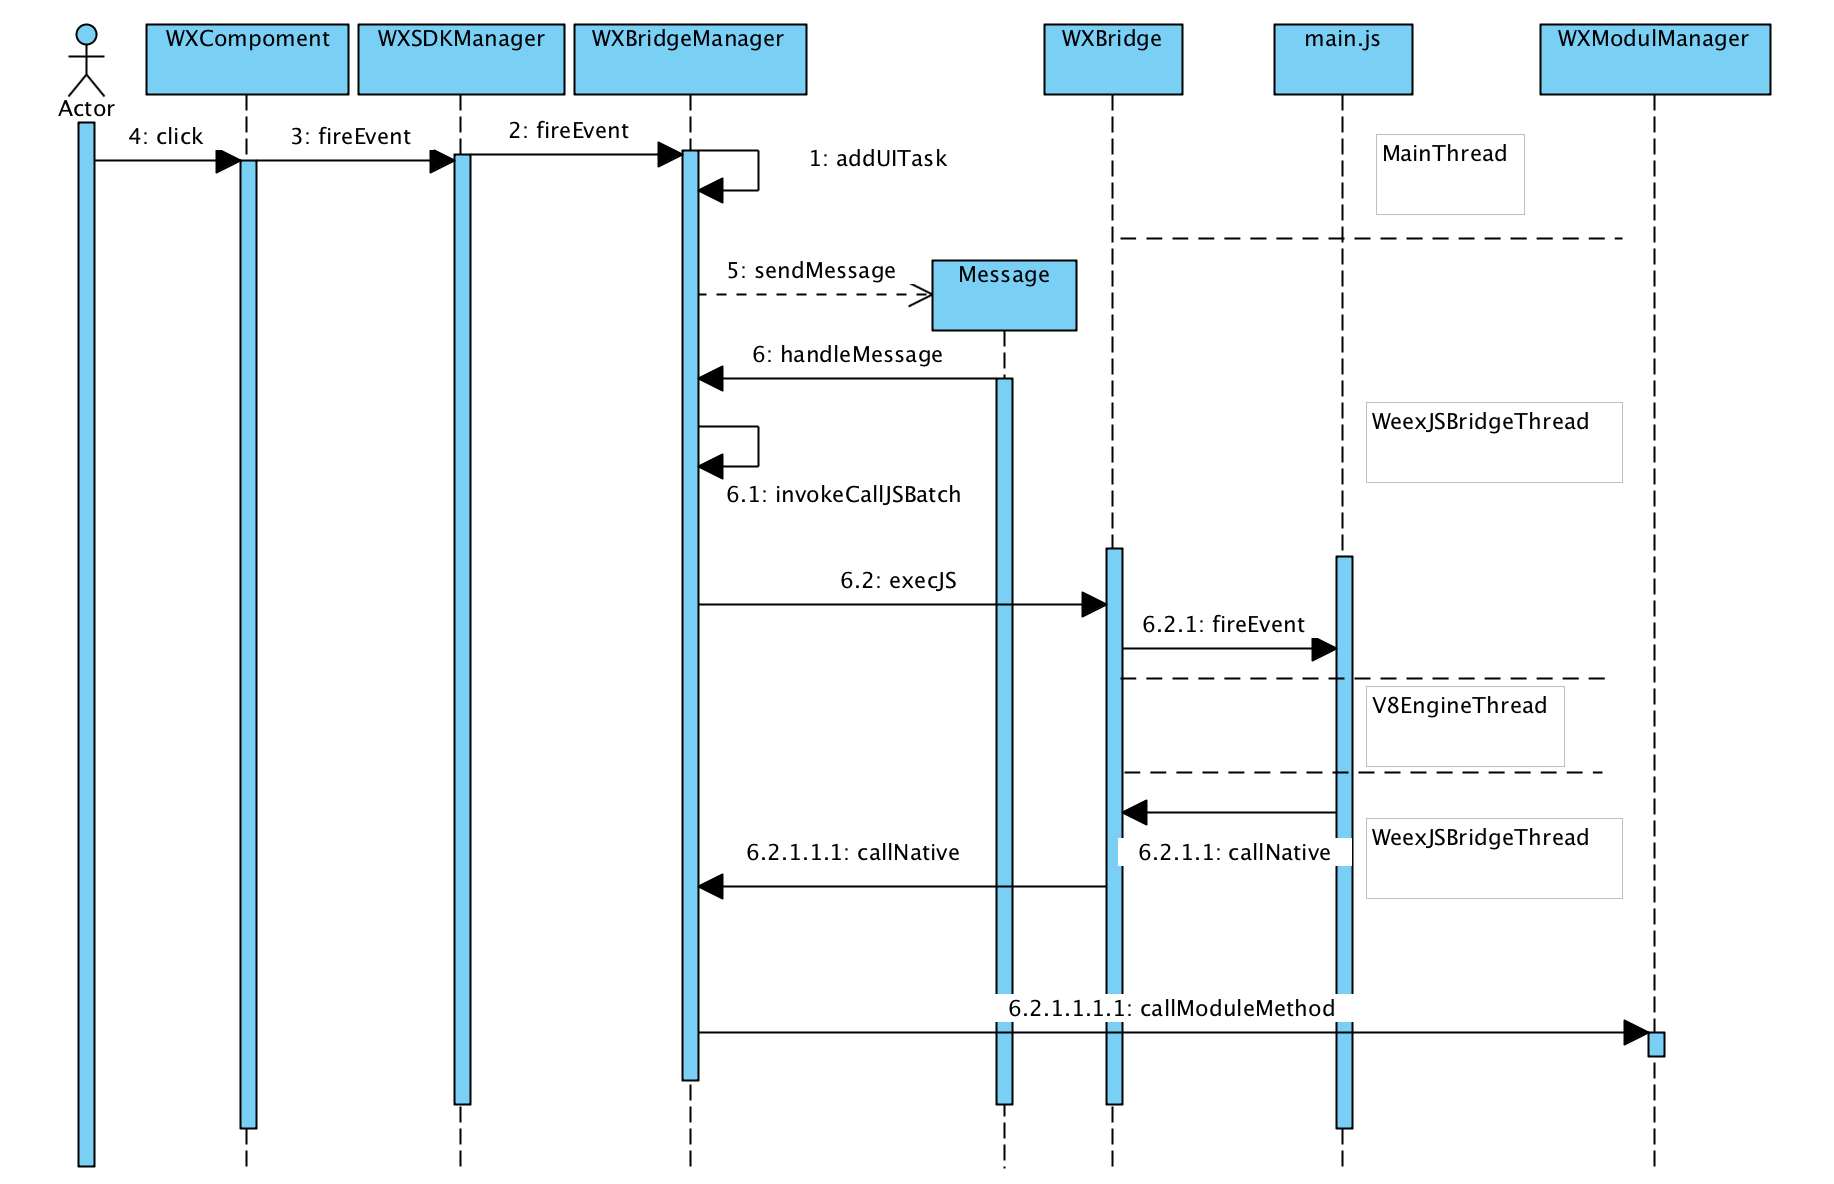 WXCompoment
WXSDKManager
WXBridgeManager
WXBridge
main.js
WXModulManager
Actor
4: click
3: fireEvent
2: fireEvent
1: addUITask
MainThread
5: sendMessage
Message
6: handleMessage
WeexJSBridgeThread
6.1: invokeCallJSBatch
6.2: execJS
6.2.1: fireEvent
V8EngineThread
WeexJSBridgeThread
6.2.1.1.1: callNative
6.2.1.1: callNative
6.2.1.1.1.1: callModuleMethod